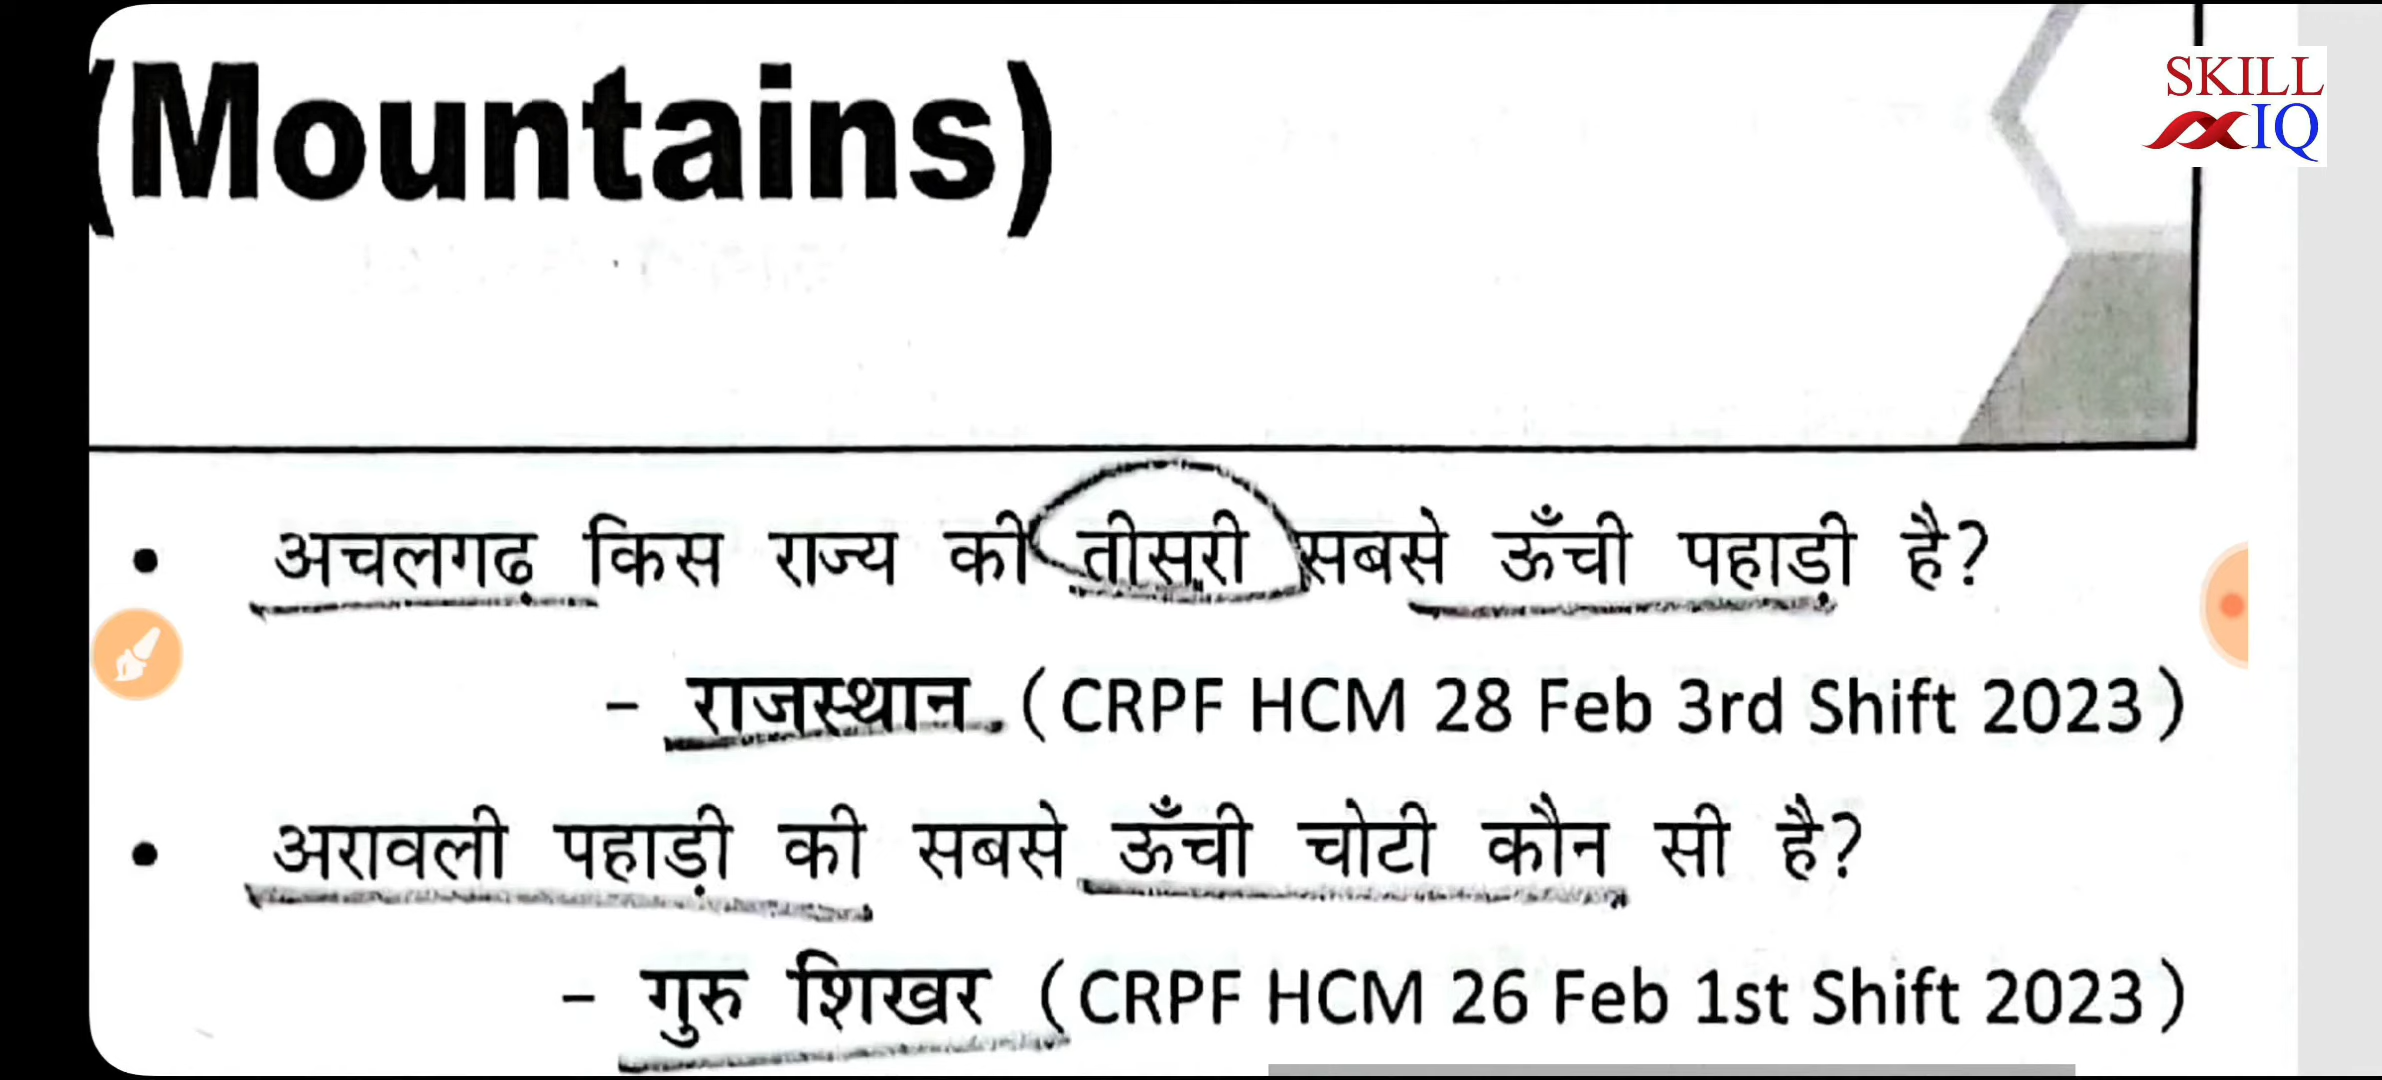 (Mountains)
SKILL
IQ
• अचलगढ़ किस राज्य की तीसरी सबसे ऊँची पहाड़ी है?
– राजस्थान (CRPF HCM 28 Feb 3rd Shift 2023)
• अरावली पहाड़ी की सबसे ऊँची चोटी कौन सी है?
– गुरु शिखर (CRPF HCM 26 Feb 1st Shift 2023)